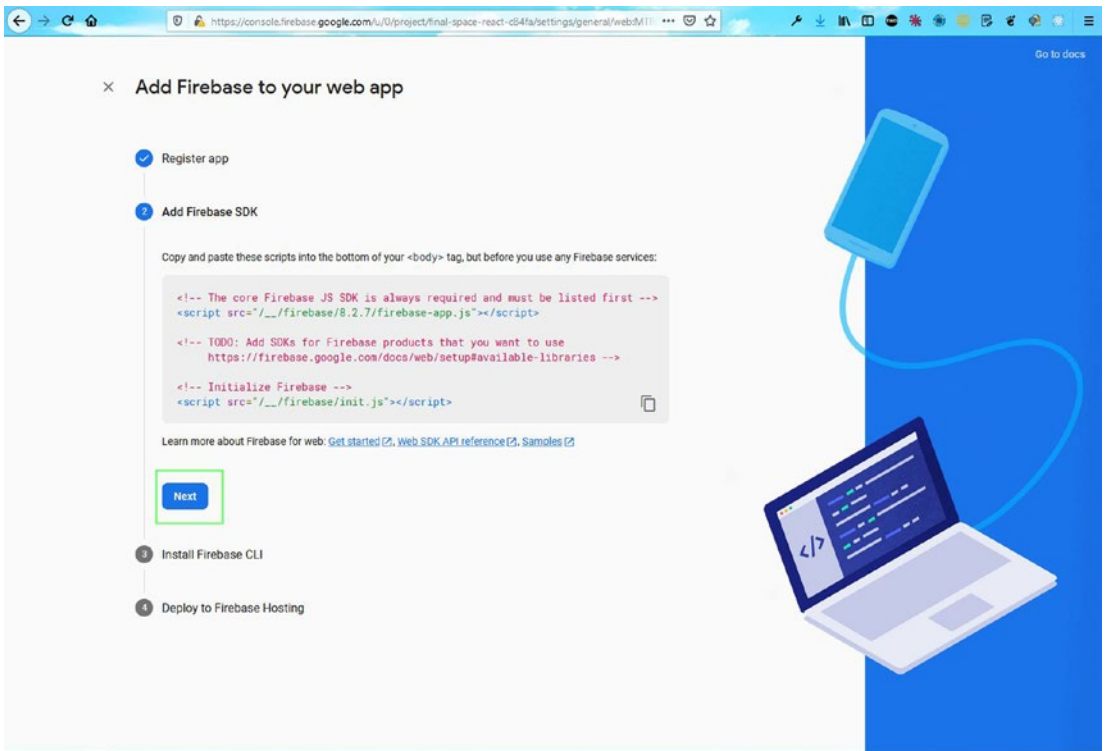 https://console.firebase.google.com/u/0/project/final-space-react-c84fa/settings/general/web:MTF
Go to docs
Add Firebase to your web app
Register app
2 Add Firebase SDK
Copy and paste these scripts into the bottom of your <body> tag, but before you use any Firebase services:
<!-- The core Firebase JS SDK is always required and must be listed first -->
<script src="/__/firebase/8.2.7/firebase-app.js"></script>
<!-- TODO: Add SDKs for Firebase products that you want to use
https://firebase.google.com/docs/web/setup#available-libraries -->
<!-- Initialize Firebase -->
<script src="/__/firebase/init.js"></script>
Learn more about Firebase for web: Get started, Web SDK API reference, Samples
Next
3 Install Firebase CLI
4 Deploy to Firebase Hosting
</>